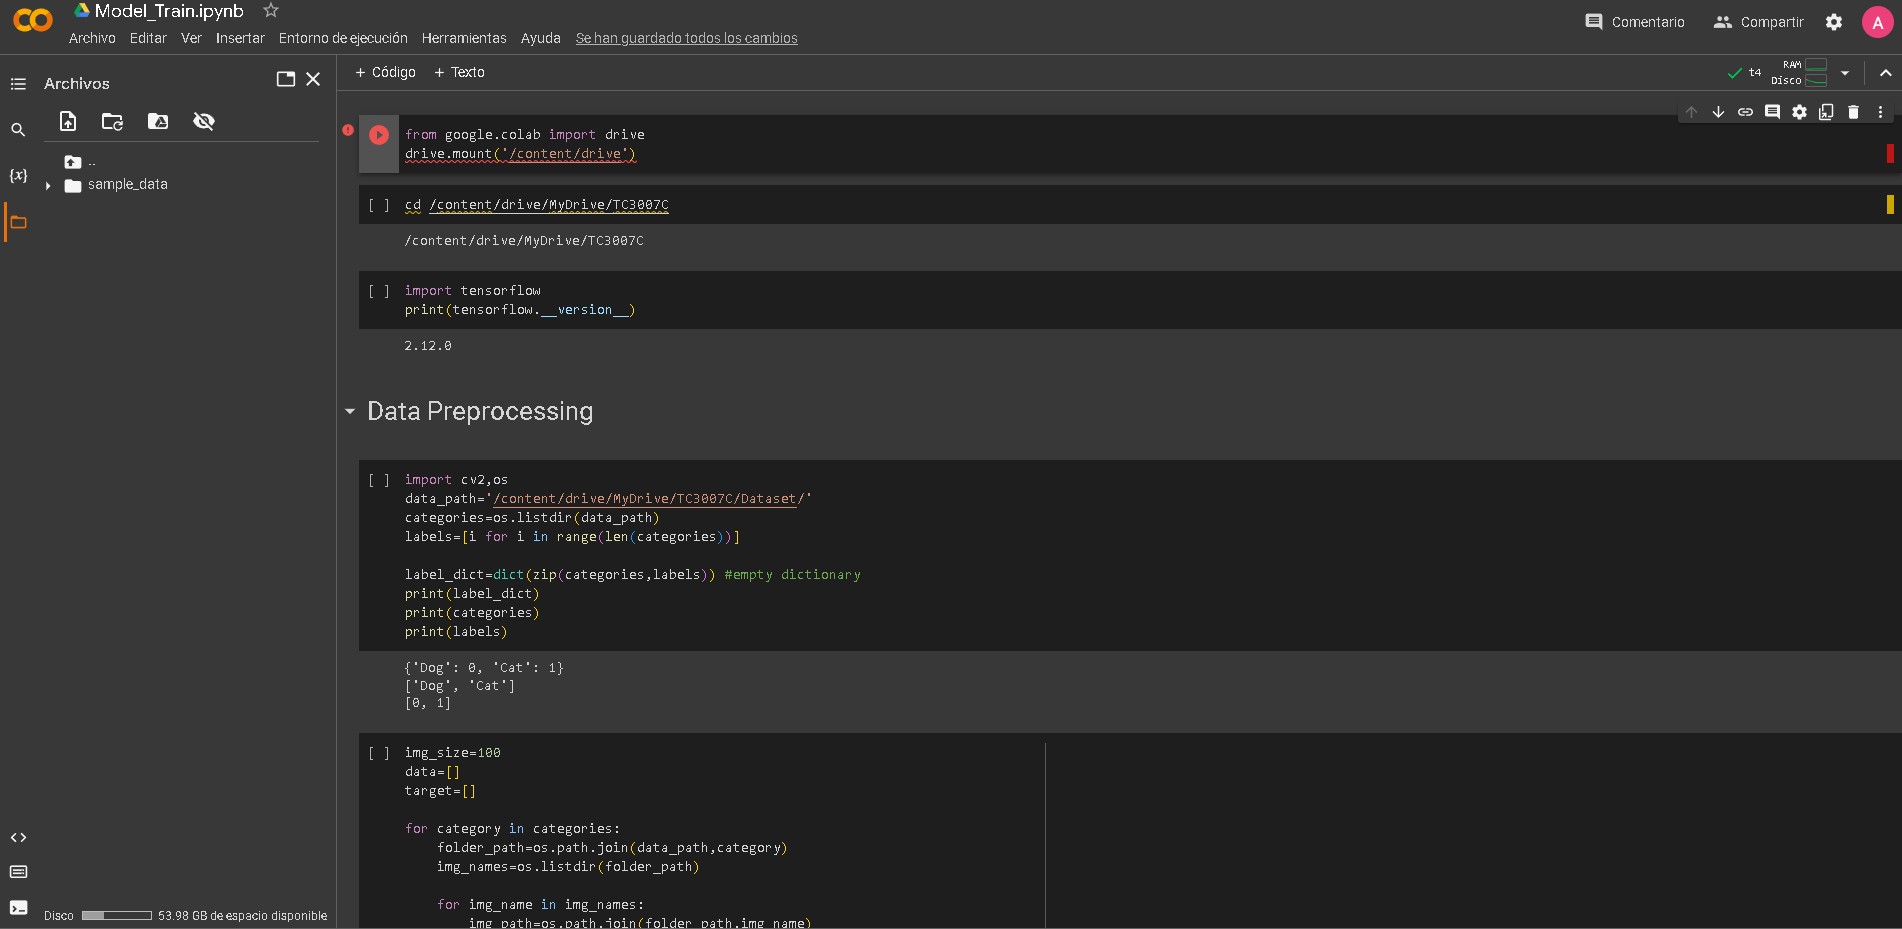 Model_Train.ipynb
Archivo Editar Ver Insertar Entorno de ejecución Herramientas Ayuda Se han guardado todos los cambios
Comentario Compartir A
Archivos
+ Código + Texto
t4 RAM
Disco
{x}
..
sample_data
from google.colab import drive
drive.mount('/content/drive')
[ ] cd /content/drive/MyDrive/TC3007C
/content/drive/MyDrive/TC3007C
[ ] import tensorflow
print(tensorflow.__version__)
2.12.0
Data Preprocessing
[ ] import cv2,os
data_path='/content/drive/MyDrive/TC3007C/Dataset/'
categories=os.listdir(data_path)
labels=[i for i in range(len(categories))]
label_dict=dict(zip(categories,labels)) #empty dictionary
print(label_dict)
print(categories)
print(labels)
{'Dog': 0, 'Cat': 1}
['Dog', 'Cat']
[0, 1]
[ ] img_size=100
data=[]
target=[]
for category in categories:
folder_path=os.path.join(data_path,category)
img_names=os.listdir(folder_path)
for img_name in img_names:
img_path=os.path.join(folder_path,img_name)
Disco 53.98 GB de espacio disponible